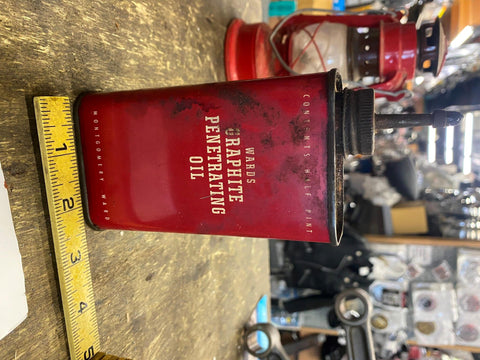 CONTENTS HALF PINT
WARDS
GRAPHITE
PENETRATING
OIL
MONTGOMERY WARD
1
2
3
4
5